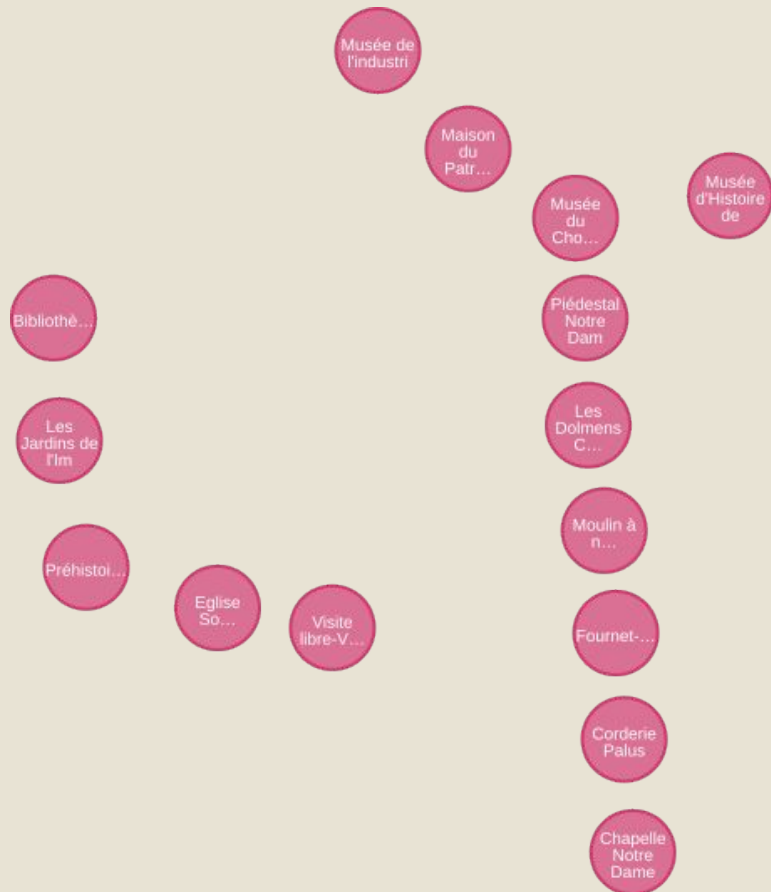 Musée de
l'industri
Maison
du
Patr…
Musée
du
Cho…
Musée
d'Histoire
de
Bibliothè…
Piédestal
Notre
Dam
Les
Jardins de
l'Im
Les
Dolmens
C…
Moulin à
n…
Préhistoi…
Eglise
So…
Visite
libre-V…
Fournet-…
Corderie
Palus
Chapelle
Notre
Dame